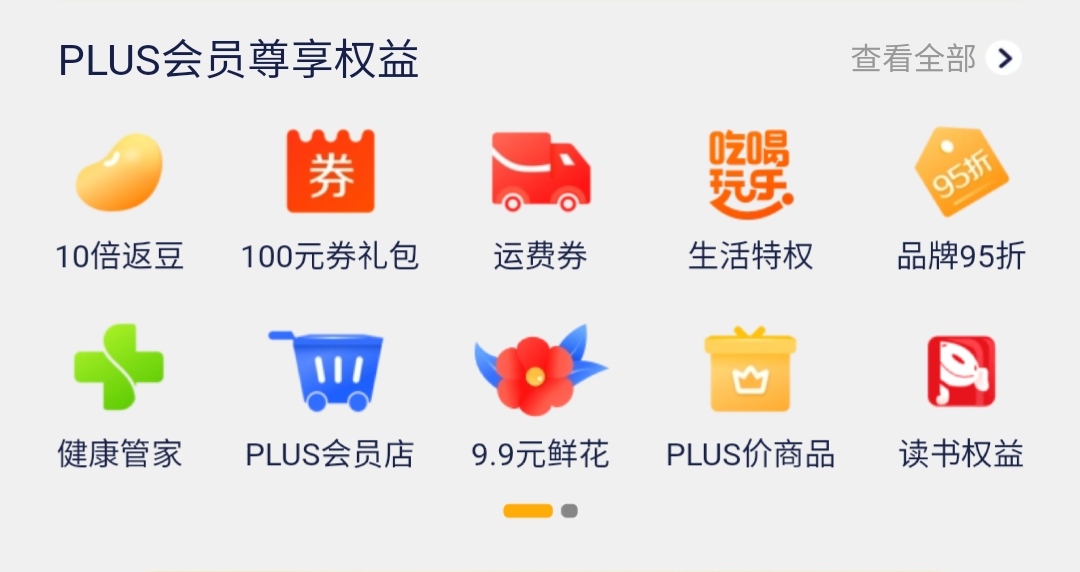 PLUS会员尊享权益
查看全部
券
吃喝
玩乐
95折
10倍返豆
100元券礼包
运费券
生活特权
品牌95折
健康管家
PLUS会员店
9.9元鲜花
PLUS价商品
读书权益